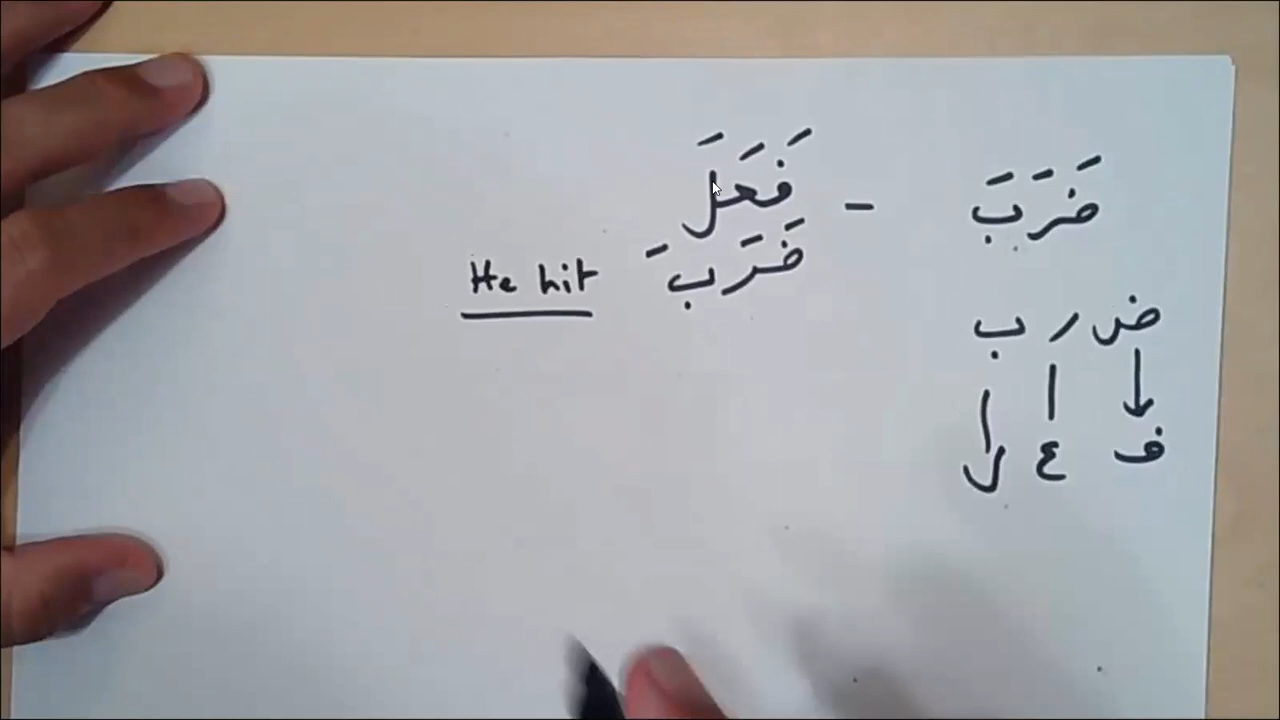 ضَرَبَ - فَعَلَ
ضَرَبَ He hit
ض ر ب
ف ع ل